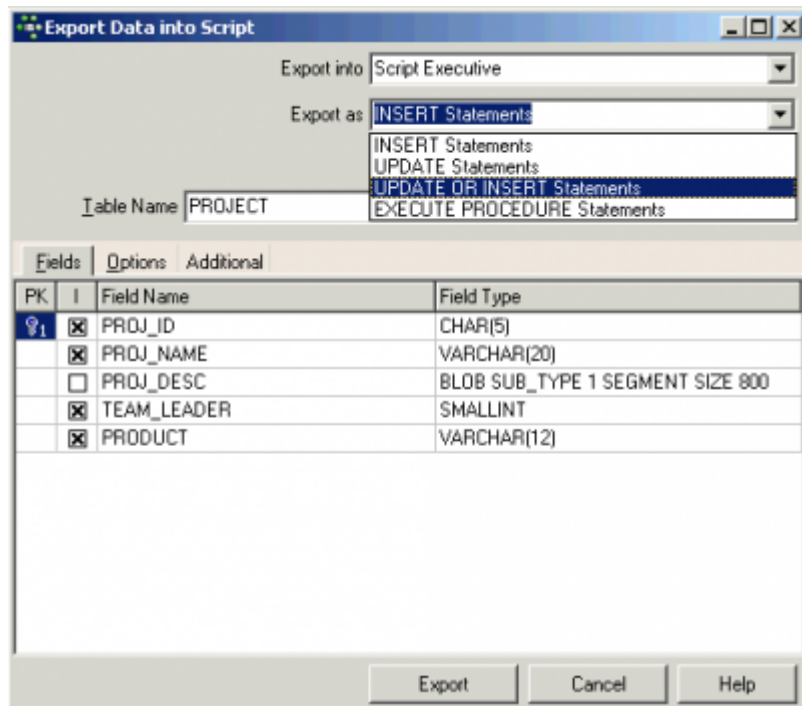 Export Data into Script
Export into Script Executive
Export as INSERT Statements
INSERT Statements
UPDATE Statements
UPDATE OR INSERT Statements
Table Name PROJECT EXECUTE PROCEDURE Statements
Fields Options Additional
PK I Field Name Field Type
1 PROJ_ID CHAR(5)
PROJ_NAME VARCHAR(20)
PROJ_DESC BLOB SUB_TYPE 1 SEGMENT SIZE 800
TEAM_LEADER SMALLINT
PRODUCT VARCHAR(12)
Export Cancel Help